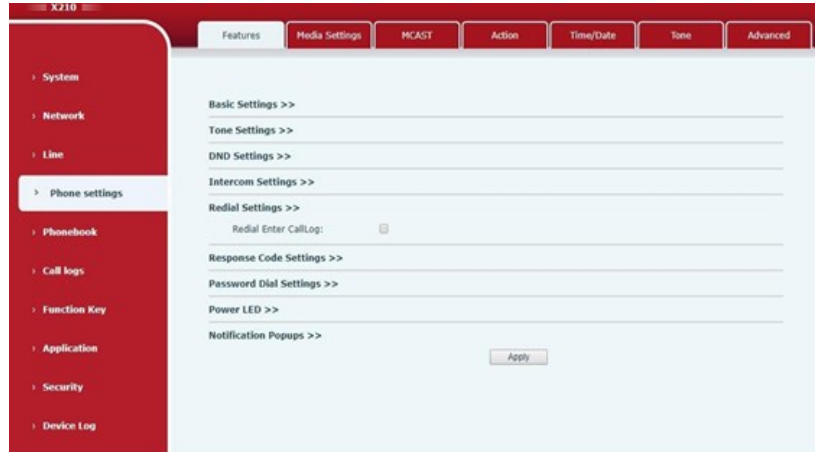 X210
Features Media Settings MCAST Action Time/Date Tone Advanced
› System
› Network
› Line
› Phone settings
› Phonebook
› Call logs
› Function Key
› Application
› Security
› Device Log
Basic Settings >>
Tone Settings >>
DND Settings >>
Intercom Settings >>
Redial Settings >>
Redial Enter CallLog:
Response Code Settings >>
Password Dial Settings >>
Power LED >>
Notification Popups >>
Apply